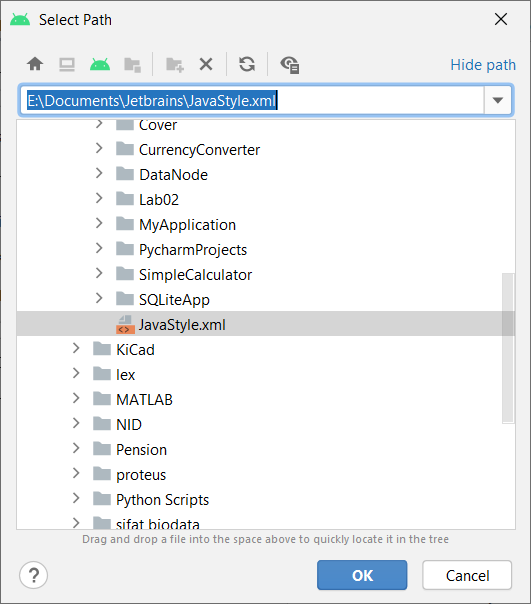 Select Path
Hide path
E:\Documents\Jetbrains\JavaStyle.xml
Cover
CurrencyConverter
DataNode
Lab02
MyApplication
PycharmProjects
SimpleCalculator
SQLiteApp
JavaStyle.xml
KiCad
lex
MATLAB
NID
Pension
proteus
Python Scripts
sifat biodata
Drag and drop a file into the space above to quickly locate it in the tree
? OK Cancel